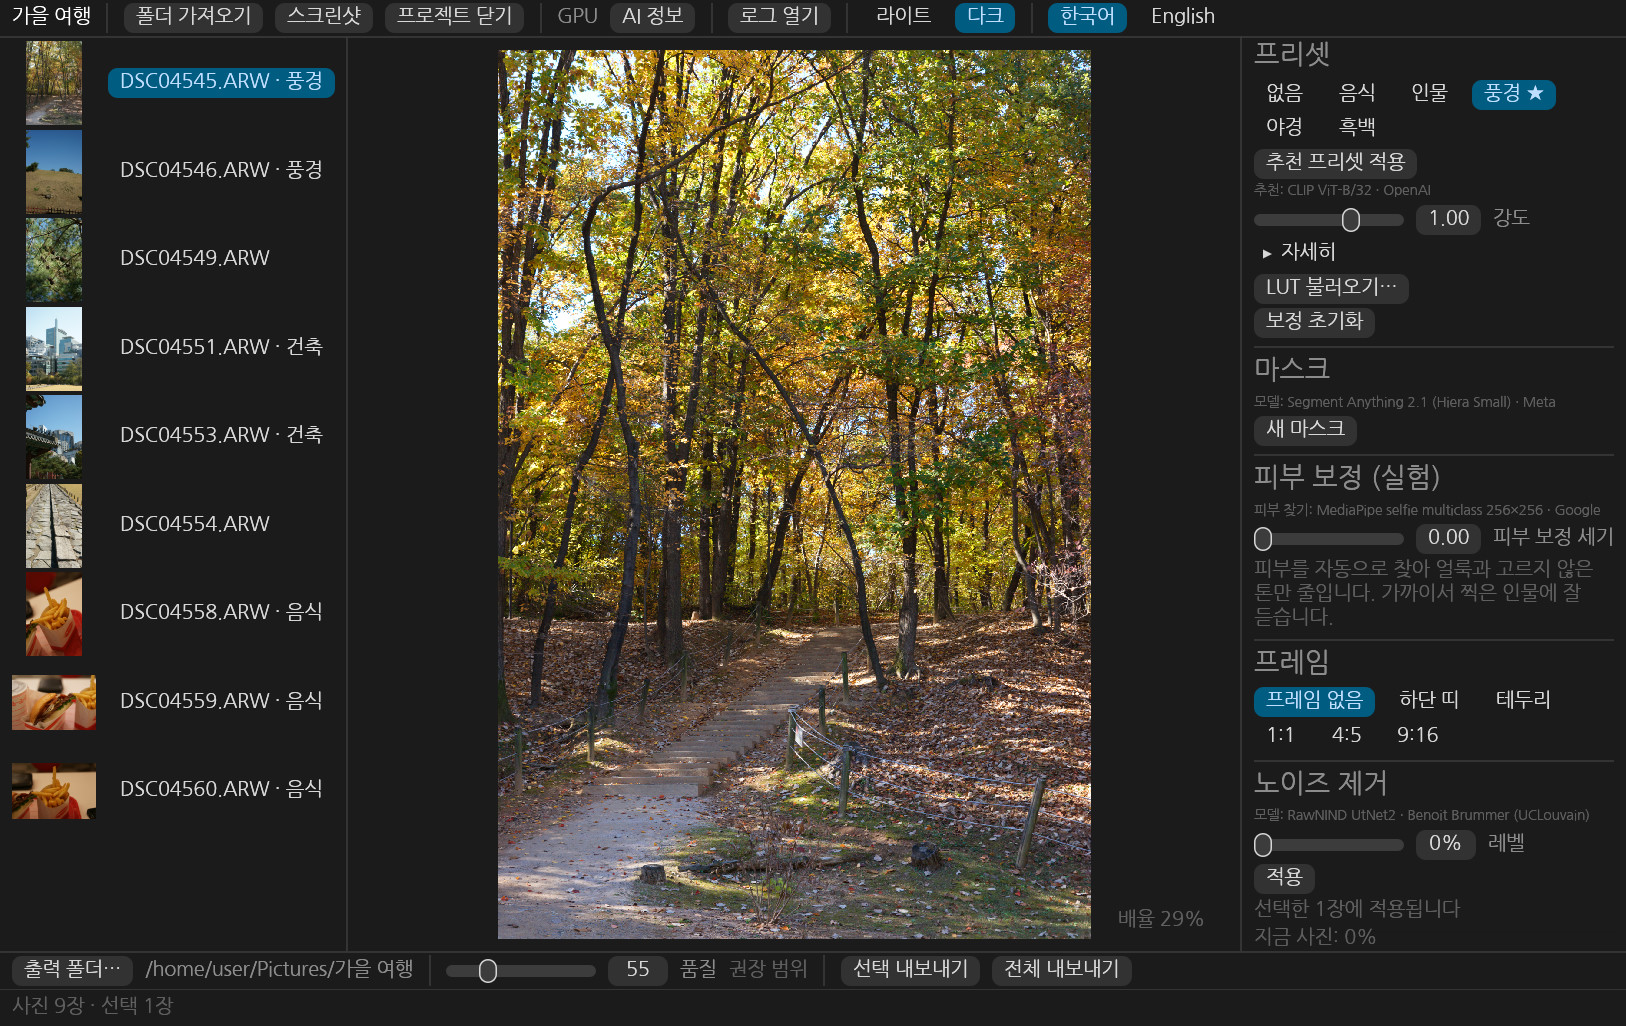 가을 여행 폴더 가져오기 스크린샷 프로젝트 닫기 GPU AI 정보 로그 열기 라이트 다크 한국어 English
DSC04545.ARW · 풍경
DSC04546.ARW · 풍경
DSC04549.ARW
DSC04551.ARW · 건축
DSC04553.ARW · 건축
DSC04554.ARW
DSC04558.ARW · 음식
DSC04559.ARW · 음식
DSC04560.ARW · 음식
배율 29%
프리셋
없음 음식 인물 풍경 ★
야경 흑백
추천 프리셋 적용
추천: CLIP ViT-B/32 · OpenAI
1.00 강도
▸ 자세히
LUT 불러오기…
보정 초기화
마스크
모델: Segment Anything 2.1 (Hiera Small) · Meta
새 마스크
피부 보정 (실험)
피부 찾기: MediaPipe selfie multiclass 256×256 · Google
0.00 피부 보정 세기
피부를 자동으로 찾아 얼룩과 고르지 않은
톤만 줄입니다. 가까이서 찍은 인물에 잘
듣습니다.
프레임
프레임 없음 하단 띠 테두리
1:1 4:5 9:16
노이즈 제거
모델: RawNIND UtNet2 · Benoit Brummer (UCLouvain)
0% 레벨
적용
선택한 1장에 적용됩니다
지금 사진: 0%
출력 폴더… /home/user/Pictures/가을 여행 55 품질 권장 범위 선택 내보내기 전체 내보내기
사진 9장 · 선택 1장